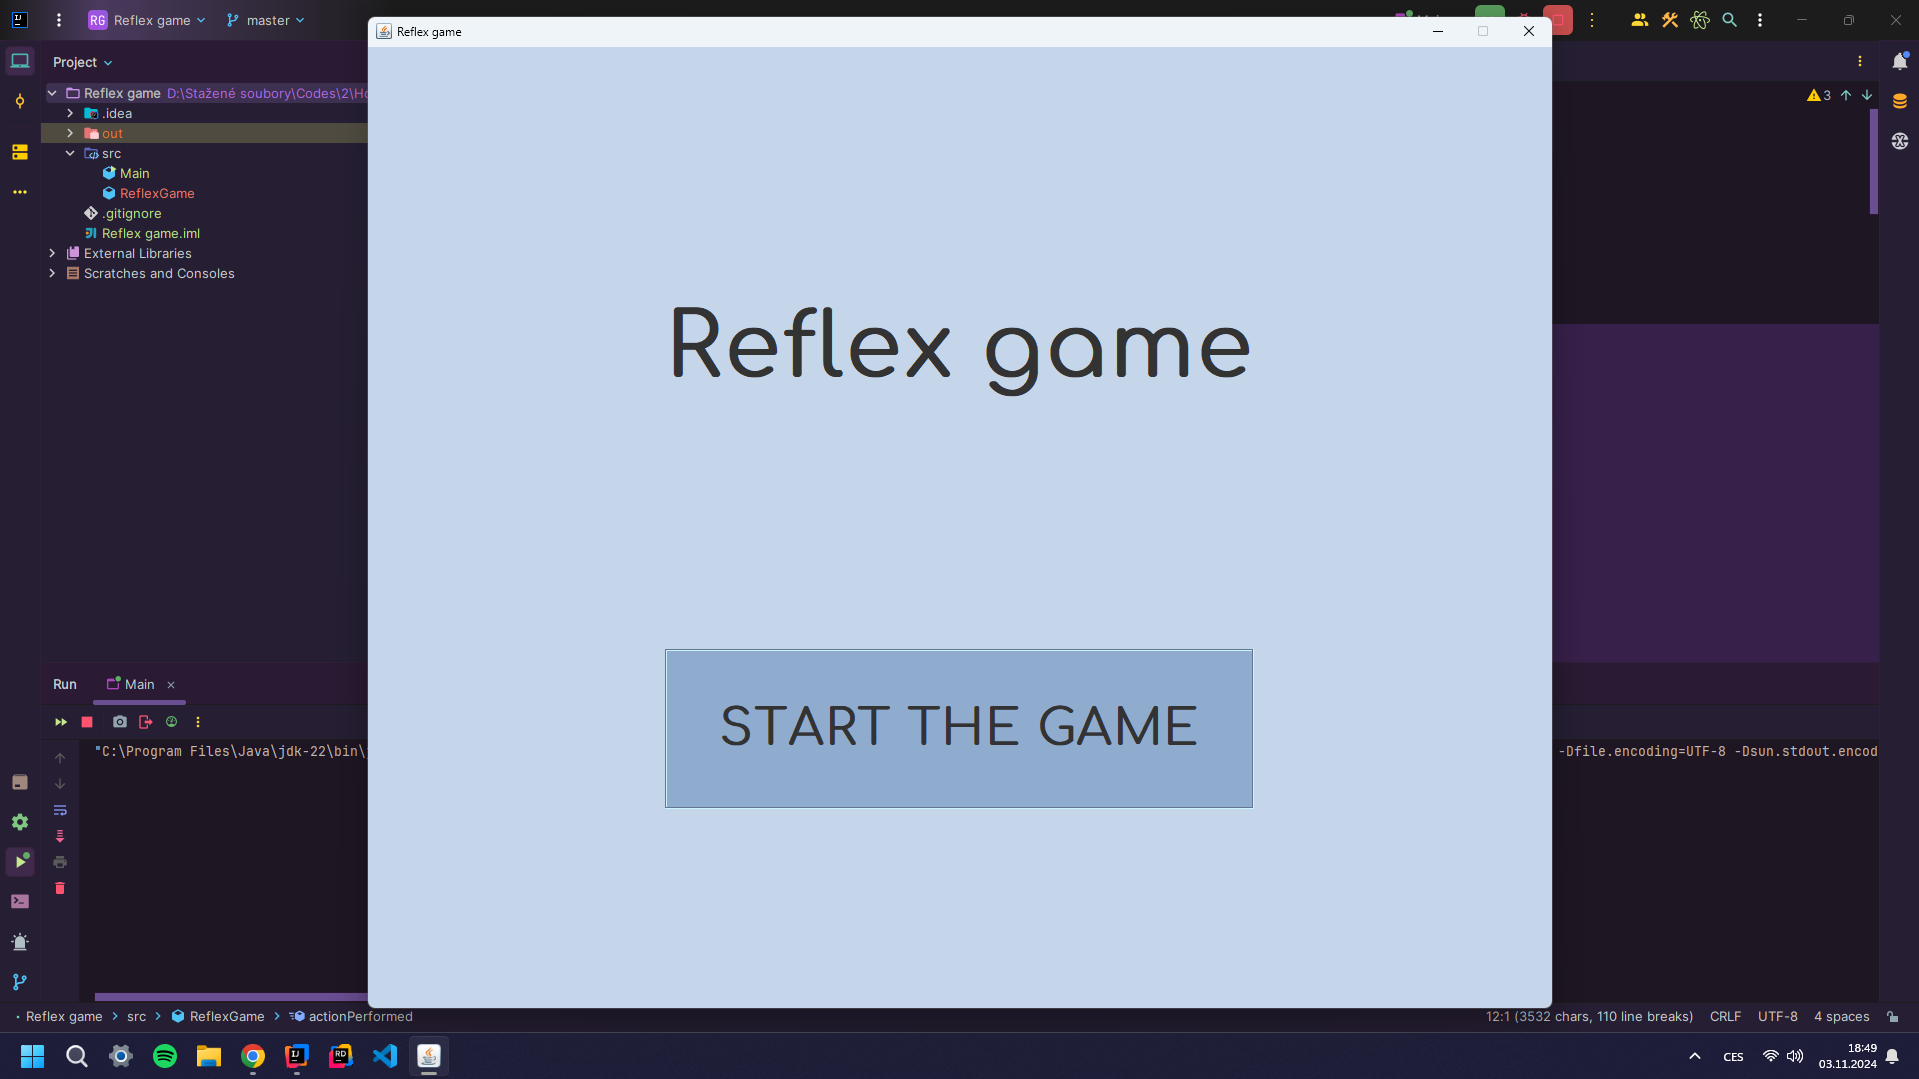 RG Reflex game master
Reflex game
Project
Reflex game D:\Stažené soubory\Codes\2\Ho
.idea
3
out
src
Main
ReflexGame
.gitignore
Reflex game.iml
External Libraries
Scratches and Consoles
Reflex game
START THE GAME
Run Main
"C:\Program Files\Java\jdk-22\bin\
-Dfile.encoding=UTF-8 -Dsun.stdout.encod
Reflex game src ReflexGame actionPerformed
12:1 (3532 chars, 110 line breaks) CRLF UTF-8 4 spaces
CES
18:49
03.11.2024